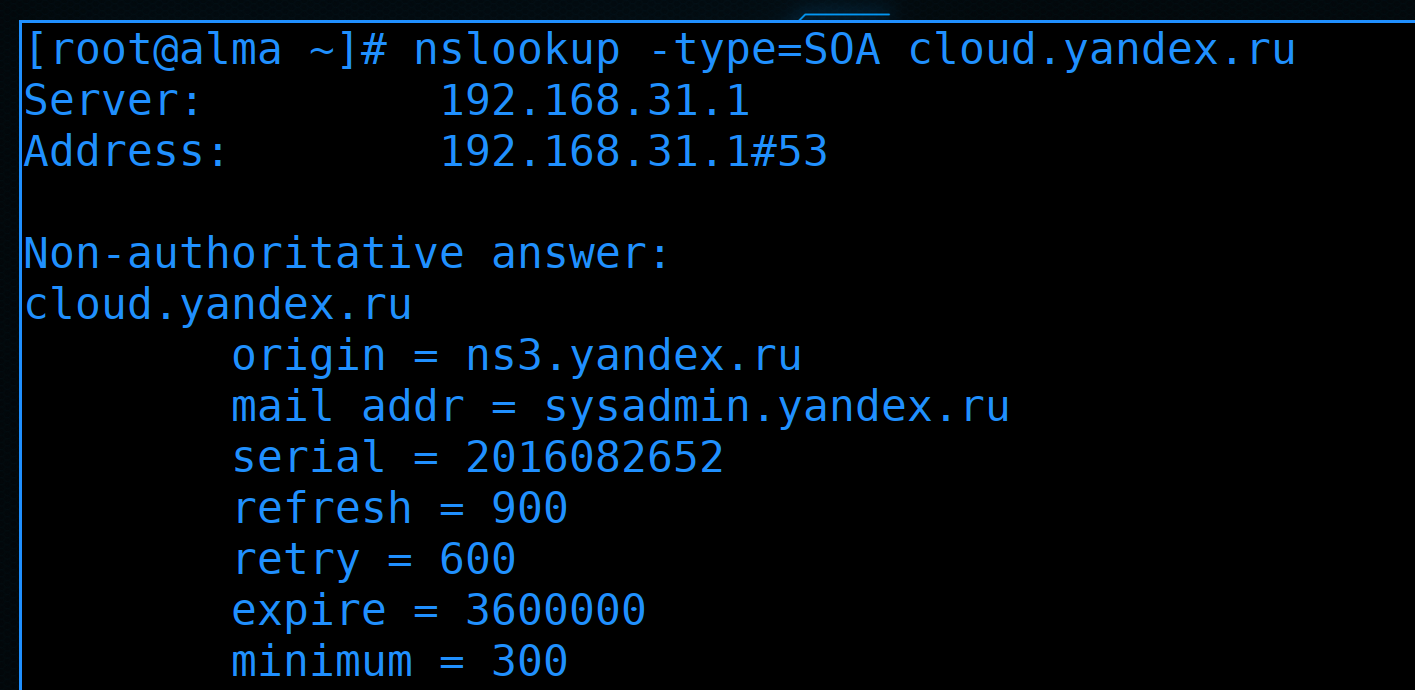 [root@alma ~]# nslookup -type=SOA cloud.yandex.ru
Server:         192.168.31.1
Address:        192.168.31.1#53

Non-authoritative answer:
cloud.yandex.ru
        origin = ns3.yandex.ru
        mail addr = sysadmin.yandex.ru
        serial = 2016082652
        refresh = 900
        retry = 600
        expire = 3600000
        minimum = 300